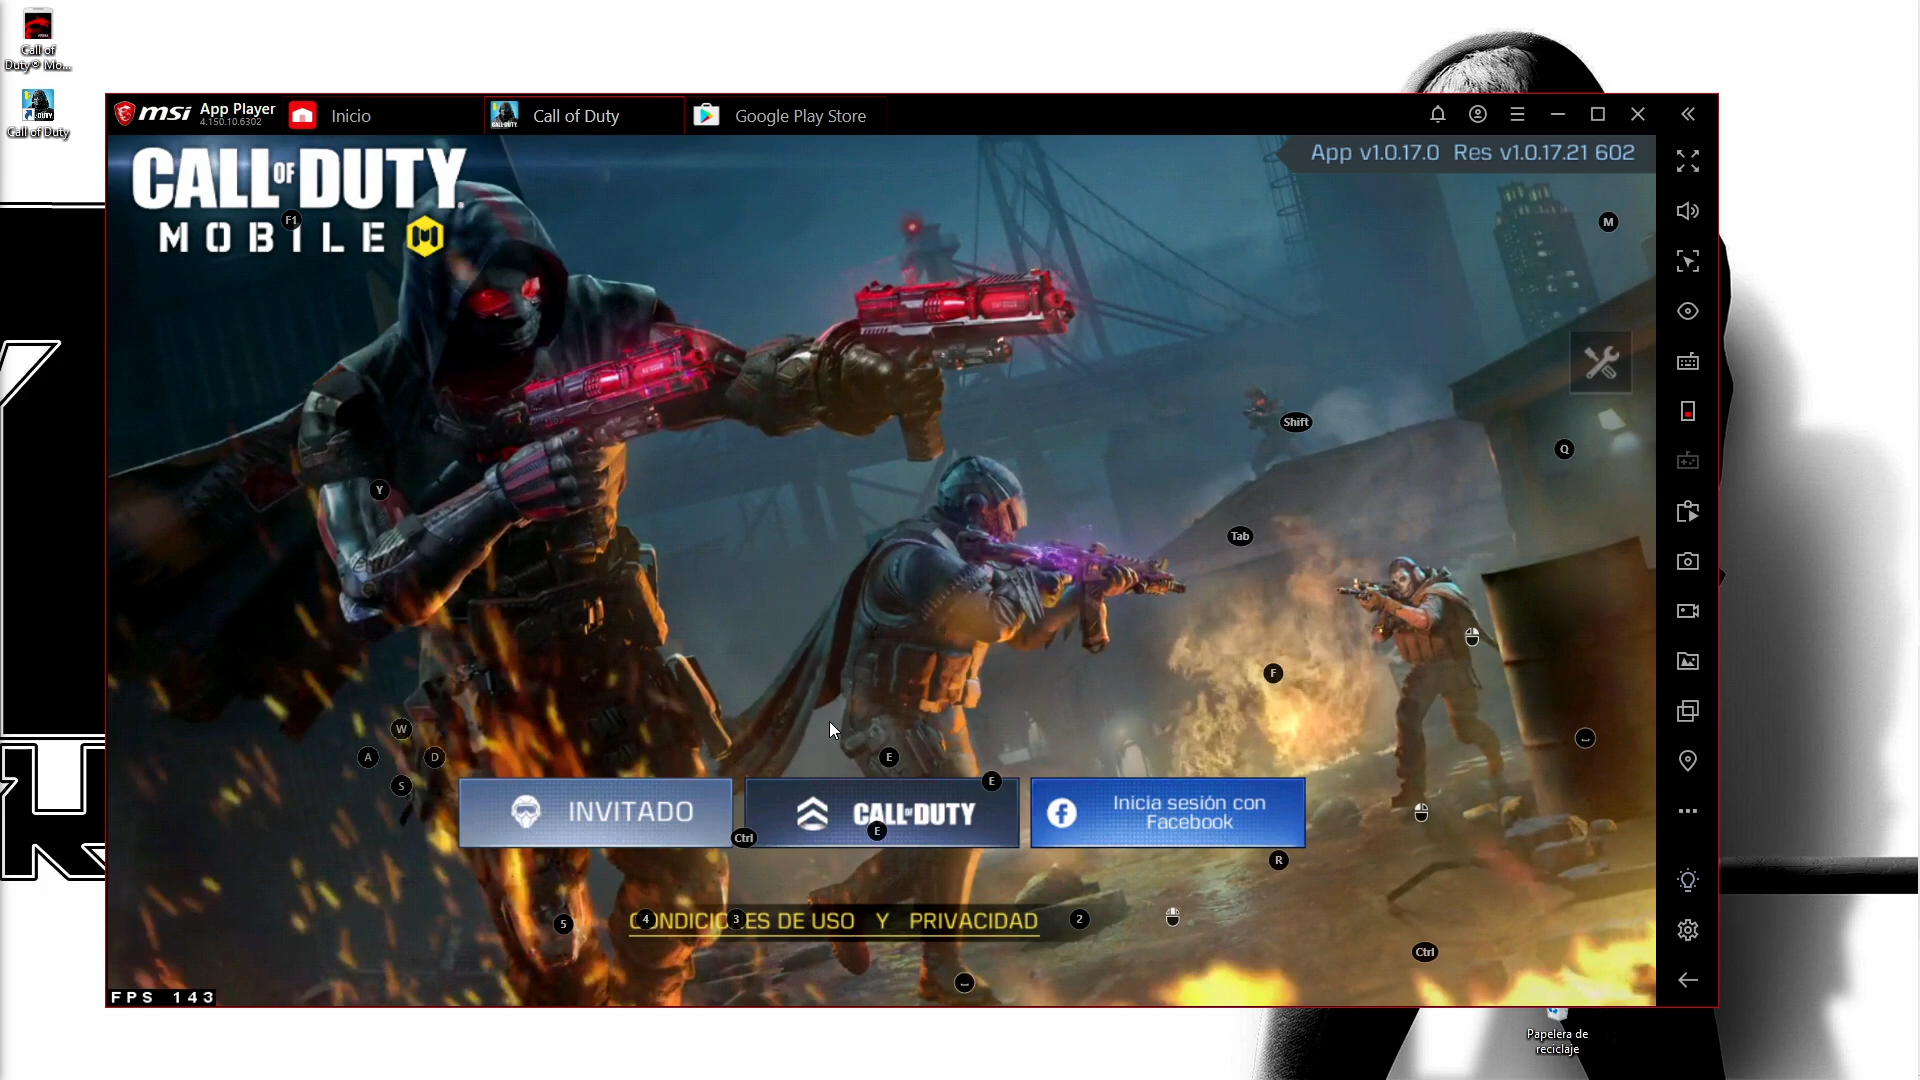 Call of
Duty® Mo...
Call of Duty
msi App Player
4.150.10.6302
Inicio
Call of Duty
Google Play Store
App v1.0.17.0 Res v1.0.17.21 602
CALL OF DUTY
MOBILE
F1
M
Shift
Q
Y
Tab
F
W
A
D
S
E
E
INVITADO
CALL OF DUTY
E
Inicia sesión con
Facebook
Ctrl
R
CONDICIONES DE USO Y PRIVACIDAD
5
4
3
2
Ctrl
FPS 143
Papelera de
reciclaje